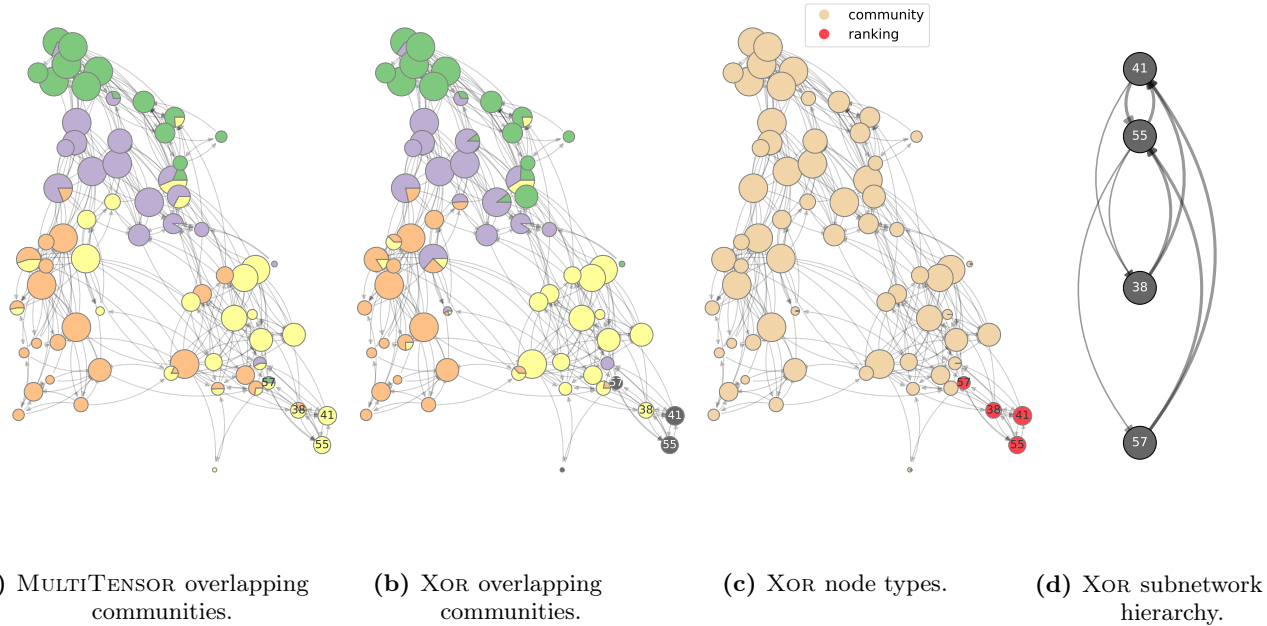 community
ranking
57
38
41
55
57
38
41
55
57
38
41
55
41
55
38
57
) MULTITENSOR overlapping
communities.
(b) XOR overlapping
communities.
(c) XOR node types.
(d) XOR subnetwork
hierarchy.